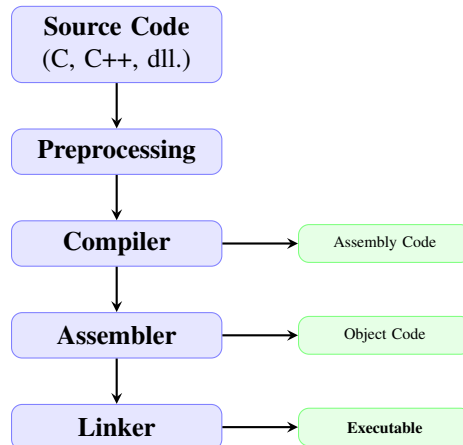 Source Code
(C, C++, dll.)
Preprocessing
Compiler
Assembly Code
Assembler
Object Code
Linker
Executable